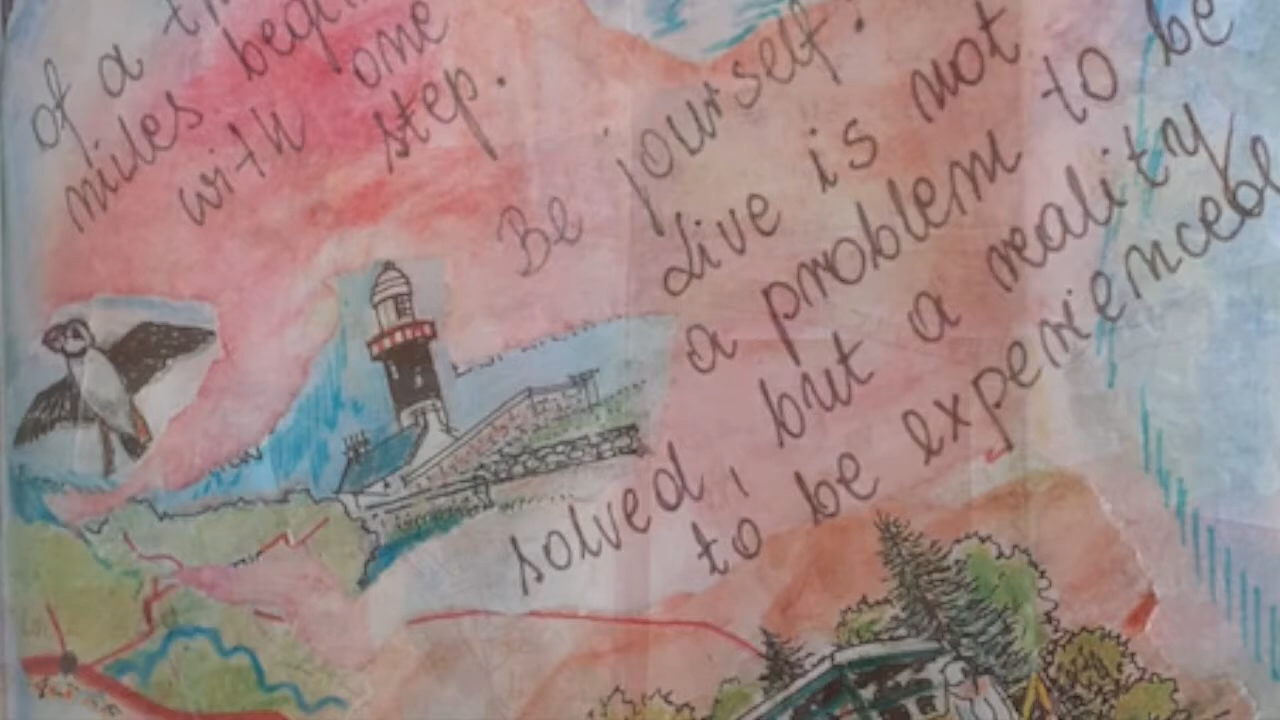 of a
miles begin
with one
step.
Be yourself!
Live is not
a problem to be
solved, but a reality
to be experienced